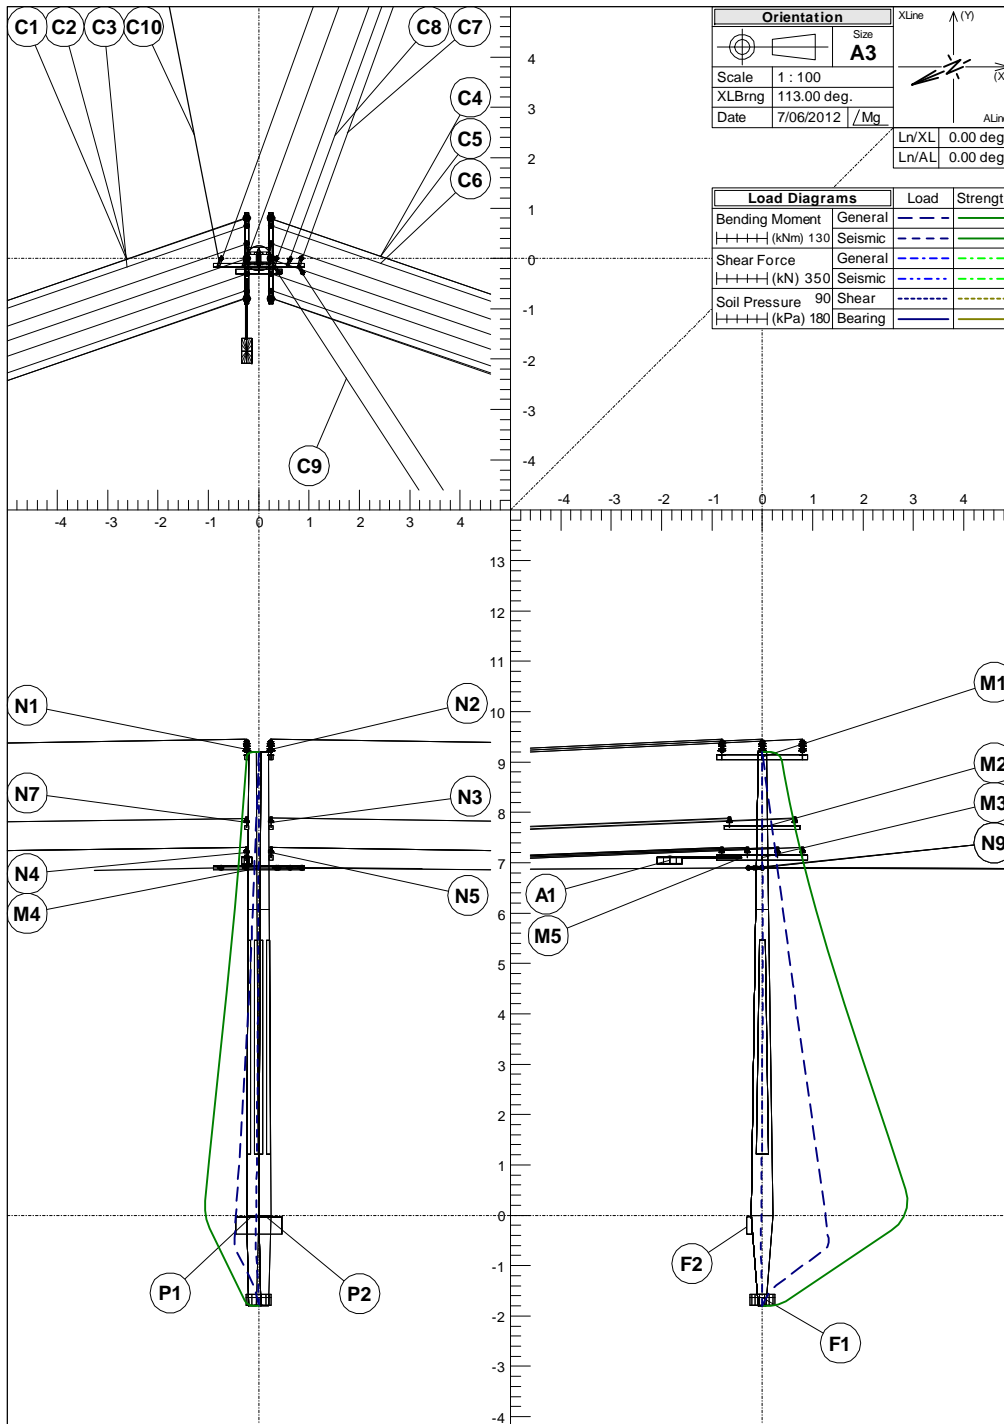 C1 C2 C3 C10 C8 C7
C4
C5
C6
C9
4
3
2
1
0
-1
-2
-3
-4
-4 -3 -2 -1 0 1 2 3 4
Orientation
Size
A3
Scale 1 : 100
XLBrng 113.00 deg.
Date 7/06/2012 /Mg
XLine (Y)
(X
ALin
Ln/XL 0.00 deg
Ln/AL 0.00 deg
Load Diagrams Load Strengt
Bending Moment General
(kNm) 130 Seismic
Shear Force General
(kN) 350 Seismic
Soil Pressure 90 Shear
(kPa) 180 Bearing
-4 -3 -2 -1 0 1 2 3 4
13
12
11
10
9
8
7
6
5
4
3
2
1
0
-1
-2
-3
-4
N1
N2
N7
N3
N4
N5
M4
P1
P2
M1
M2
M3
N9
A1
M5
F2
F1